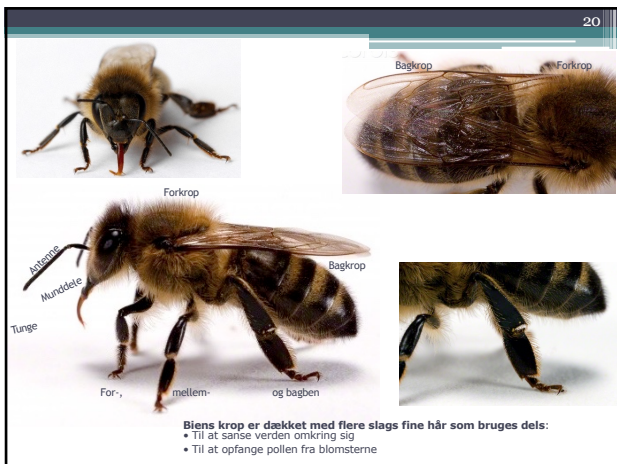 20
Bagkrop
Forkrop
Forkrop
Antenne
Bagkrop
Munddele
Tunge
For-, mellem- og bagben
Biens krop er dækket med flere slags fine hår som bruges dels:
• Til at sanse verden omkring sig
• Til at opfange pollen fra blomsterne